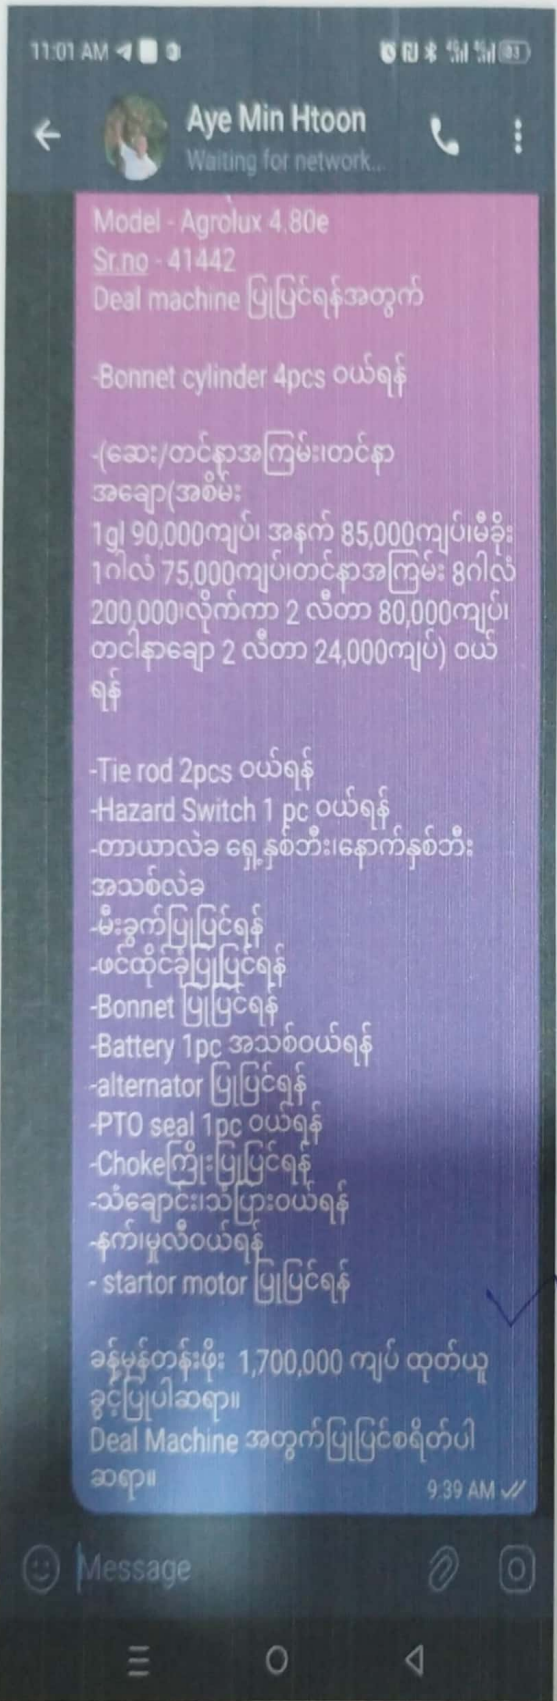 11:01 AM
83
Aye Min Htoon
Waiting for network...
Model - Agrolux 4.80e
Sr.no - 41442
Deal machine ပြုပြင်ရန်အတွက်
-Bonnet cylinder 4pcs ဝယ်ရန်
-(ဆေး/တင်နာအကြမ်း၊တင်နာ
အချော(အစိမ်း
1gl 90,000ကျပ်၊ အနက် 85,000ကျပ်၊မီခိုး
1ဂါလံ 75,000ကျပ်၊တင်နာအကြမ်း 8ဂါလံ
200,000၊လိုက်ကာ 2 လီတာ 80,000ကျပ်၊
တငါနာချော 2 လီတာ 24,000ကျပ်) ဝယ်
ရန်
-Tie rod 2pcs ဝယ်ရန်
-Hazard Switch 1 pc ဝယ်ရန်
-တာယာလဲခ ရှေ့နှစ်ဘီး၊နောက်နှစ်ဘီး
အသစ်လဲခ
-မီးခွက်ပြုပြင်ရန်
-ဖင်ထိုင်ခုံပြုပြင်ရန်
-Bonnet ပြုပြင်ရန်
-Battery 1pc အသစ်ဝယ်ရန်
-alternator ပြုပြင်ရန်
-PTO seal 1pc ဝယ်ရန်
-Chokeကြိုးပြုပြင်ရန်
-သံချောင်း၊သံပြားဝယ်ရန်
-နက်၊မူလီဝယ်ရန်
- startor motor ပြုပြင်ရန်
ခန့်မှန်တန်းဖိုး 1,700,000 ကျပ် ထုတ်ယူ
ခွင့်ပြုပါဆရာ။
Deal Machine အတွက်ပြုပြင်စရိတ်ပါ
ဆရာ။
9:39 AM
Message